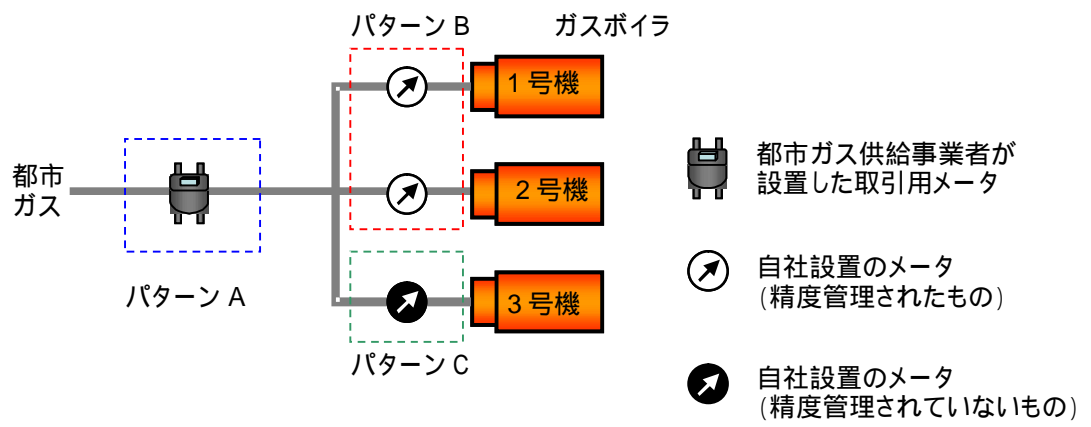 パターン B
ガスボイラ
1 号機
都市
ガス
2 号機
パターン A
3 号機
パターン C
都市ガス供給事業者が
設置した取引用メータ
自社設置のメータ
(精度管理されたもの)
自社設置のメータ
(精度管理されていないもの)